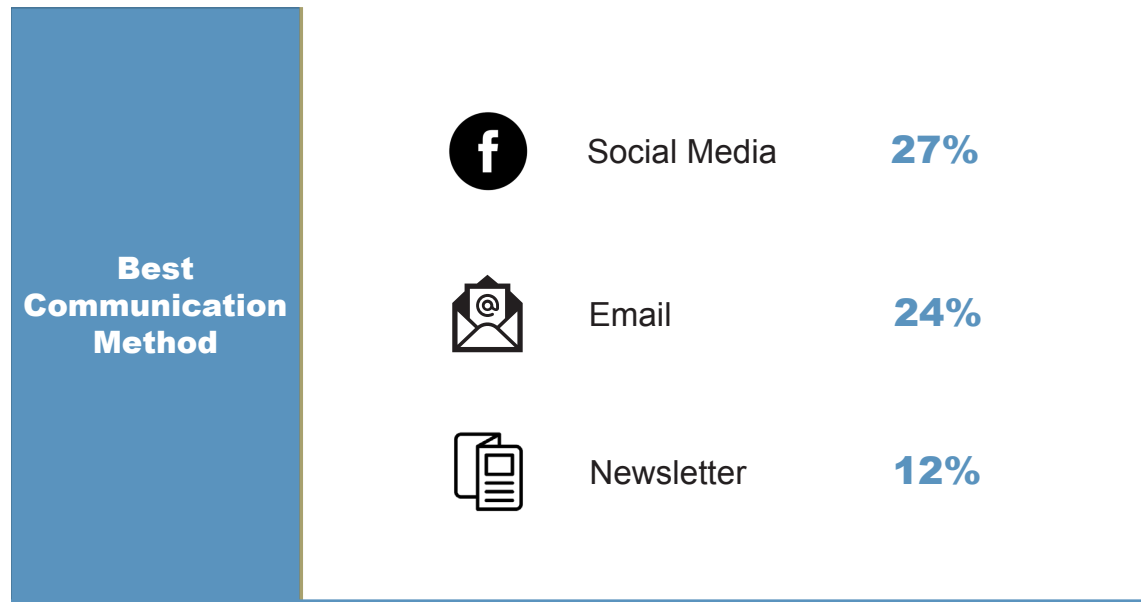 Best
Communication
Method
Social Media 27%
Email 24%
Newsletter 12%